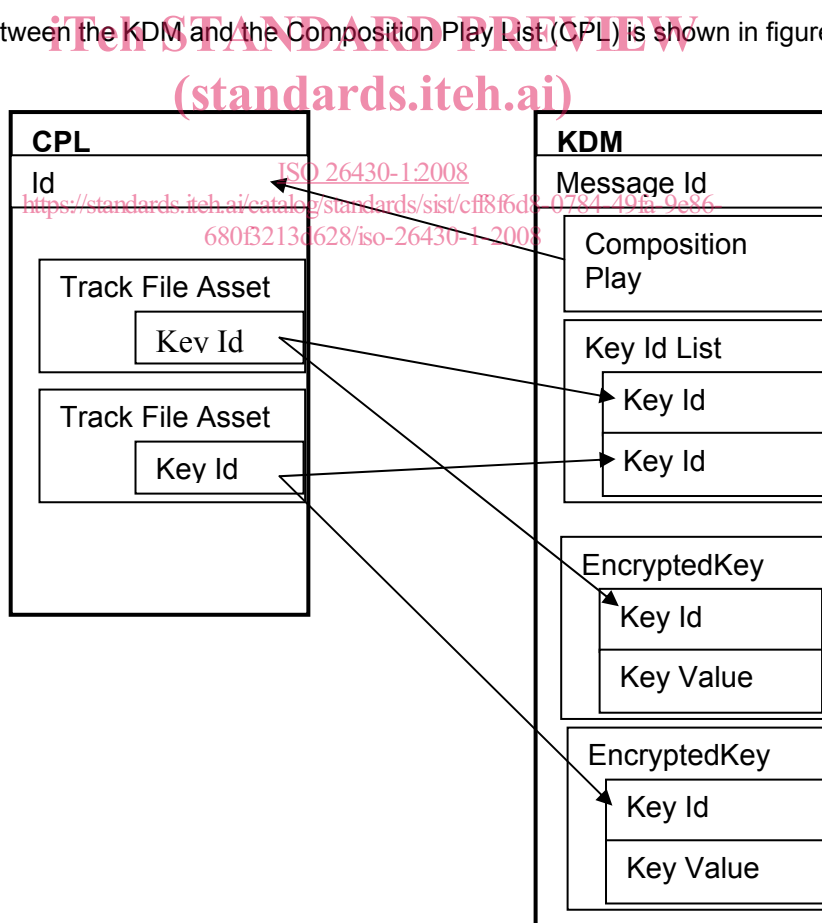 tween the KDM and the Composition Play List (CPL) is shown in figure
iTeh STANDARD PREVIEW
(standards.iteh.ai)
CPL
Id
ISO 26430-1:2008
https://standards.iteh.ai/catalog/standards/sist/cff8f6d8-0784-49fa-9e86-
680f3213d628/iso-26430-1-2008
Track File Asset
Key Id
Track File Asset
Key Id
KDM
Message Id
Composition
Play
Key Id List
Key Id
Key Id
EncryptedKey
Key Id
Key Value
EncryptedKey
Key Id
Key Value